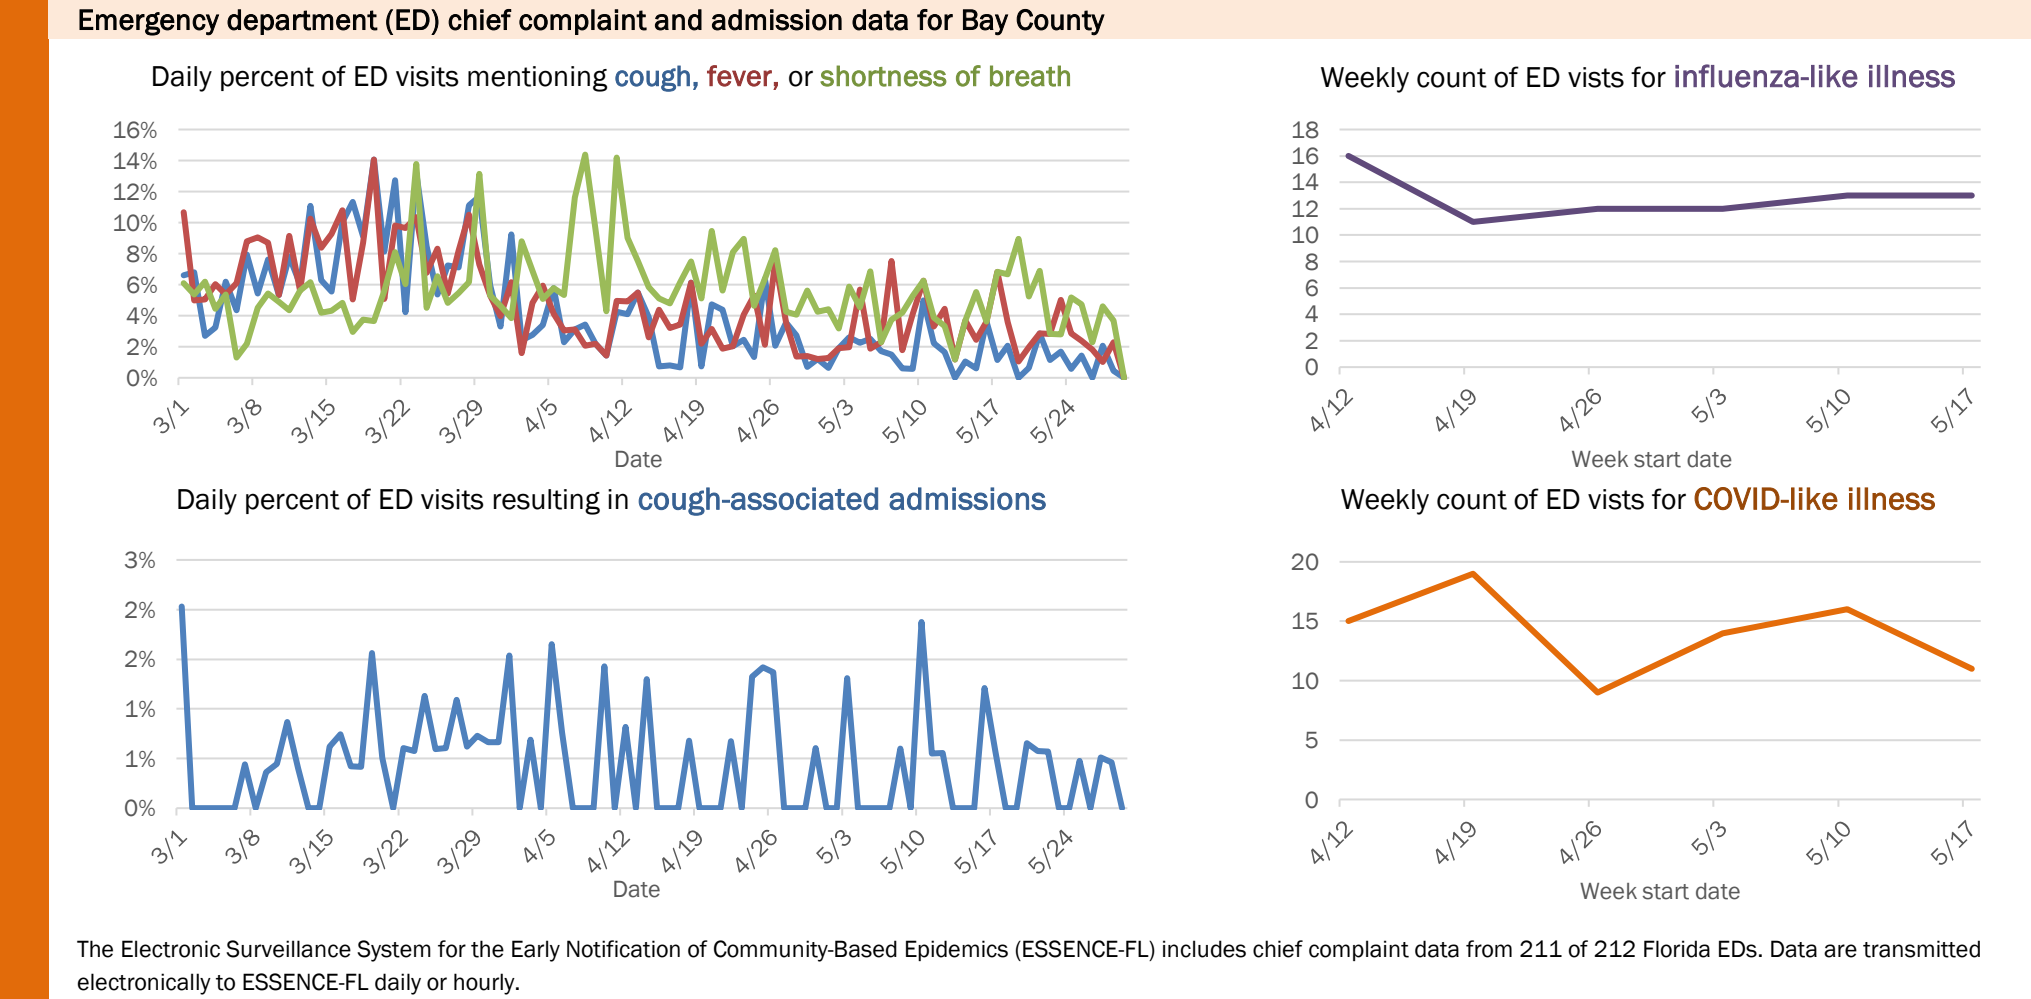 Emergency department (ED) chief complaint and admission data for Bay County
Daily percent of ED visits mentioning cough, fever, or shortness of breath
16%
14%
12%
10%
8%
6%
4%
2%
0%
3/1 3/8 3/15 3/22 3/29 4/5 4/12 4/19 4/26 5/3 5/10 5/17 5/24
Date
Weekly count of ED vists for influenza-like illness
18
16
14
12
10
8
6
4
2
0
4/12 4/19 4/26 5/3 5/10 5/17
Week start date
Daily percent of ED visits resulting in cough-associated admissions
3%
2%
2%
1%
1%
0%
3/1 3/8 3/15 3/22 3/29 4/5 4/12 4/19 4/26 5/3 5/10 5/17 5/24
Date
Weekly count of ED vists for COVID-like illness
20
15
10
5
0
4/12 4/19 4/26 5/3 5/10 5/17
Week start date
The Electronic Surveillance System for the Early Notification of Community-Based Epidemics (ESSENCE-FL) includes chief complaint data from 211 of 212 Florida EDs. Data are transmitted
electronically to ESSENCE-FL daily or hourly.